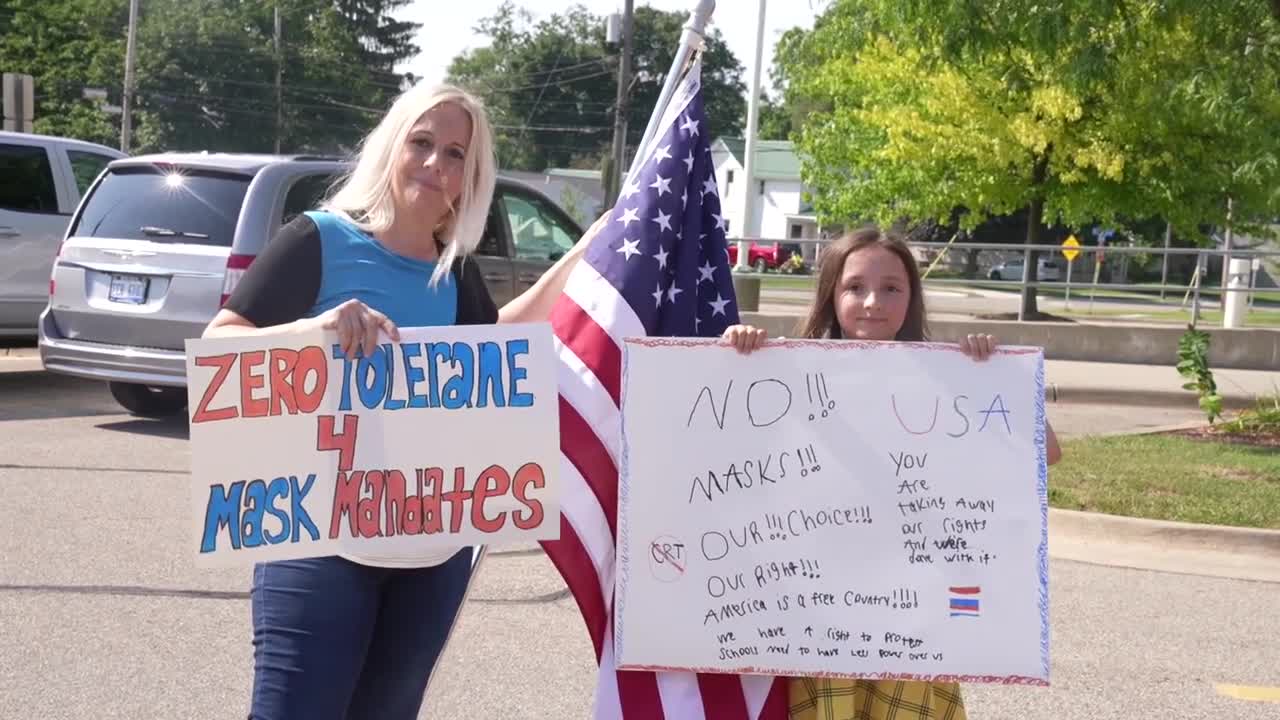 ZERO TOLERANE
4
MASK MANDATES
NO!!!
MASKS!!!
OUR!!! Choice!!!
CRT
OUR Right!!!
America is a free Country!!!!
we have A right to Protest
Schools need to have Less Power over us
USA
YOU
Are
taking Away
Our rights
And were
done with it.